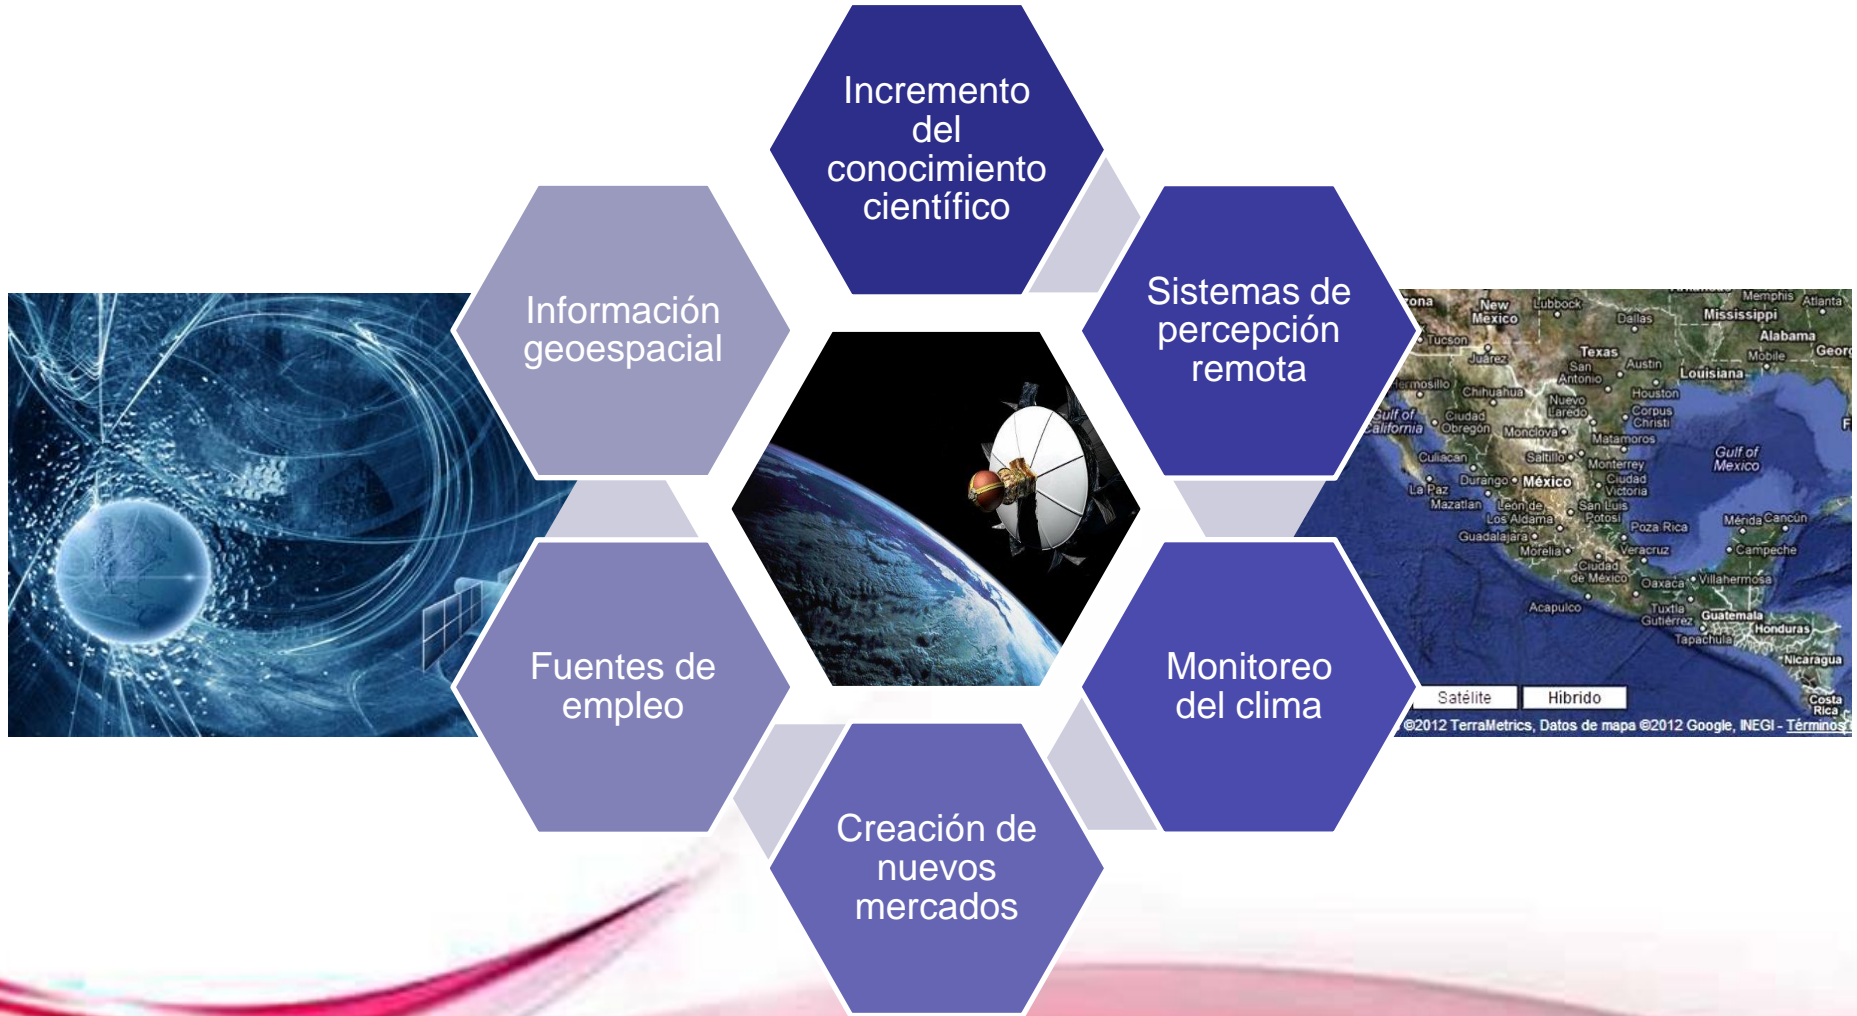 Incremento
del
conocimiento
científico
Sistemas de
percepción
remota
Monitoreo
del clima
Creación de
nuevos
mercados
Fuentes de
empleo
Información
geoespacial
New
Mexico
Lubbock
Dallas
Memphis
Atlanta
Mississippi
Alabama
Tucson
Juárez
Texas
Austin
Mobile
San
Antonio
Louisiana
Houston
Hermosillo
Chihuahua
Nuevo
Laredo
Corpus
Christi
Gulf of
California
Ciudad
Obregón
Monclova
Matamoros
Gulf of
Mexico
Culiacan
Saltillo
Monterrey
La Paz
Durango
México
Ciudad
Victoria
Mazatlan
León de
Los Aldama
San Luis
Potosí
Poza Rica
Mérida
Cancún
Guadalajara
Morelia
Veracruz
Campeche
Ciudad
de México
Oaxaca
Villahermosa
Acapulco
Tuxtla
Gutiérrez
Guatemala
Tapachula
Honduras
Nicaragua
Costa
Rica
Satélite
Híbrido
©2012 TerraMetrics, Datos de mapa ©2012 Google, INEGI - Términos